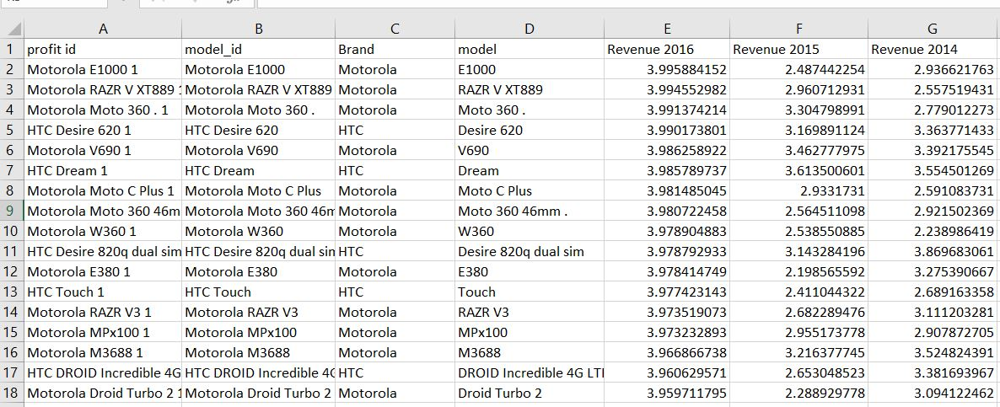 A B C D E F G
1 profit id model_id Brand model Revenue 2016 Revenue 2015 Revenue 2014
2 Motorola E1000 1 Motorola E1000 Motorola E1000 3.995884152 2.487442254 2.936621763
3 Motorola RAZR V XT889 1 Motorola RAZR V XT889 Motorola RAZR V XT889 3.994552982 2.960712931 2.557519431
4 Motorola Moto 360 . 1 Motorola Moto 360 . Motorola Moto 360 . 3.991374214 3.304798991 2.779012273
5 HTC Desire 620 1 HTC Desire 620 HTC Desire 620 3.990173801 3.169891124 3.363771433
6 Motorola V690 1 Motorola V690 Motorola V690 3.986258922 3.462777975 3.392175545
7 HTC Dream 1 HTC Dream HTC Dream 3.985789737 3.613500601 3.554501269
8 Motorola Moto C Plus 1 Motorola Moto C Plus Motorola Moto C Plus 3.981485045 2.9331731 2.591083731
9 Motorola Moto 360 46m Motorola Moto 360 46m Motorola Moto 360 46mm . 3.980722458 2.564511098 2.921502369
10 Motorola W360 1 Motorola W360 Motorola W360 3.978904883 2.538550885 2.238986419
11 HTC Desire 820q dual sim HTC Desire 820q dual sim HTC Desire 820q dual sim 3.978792933 3.143284196 3.869683061
12 Motorola E380 1 Motorola E380 Motorola E380 3.978414749 2.198565592 3.275390667
13 HTC Touch 1 HTC Touch HTC Touch 3.977423143 2.411044322 2.689163358
14 Motorola RAZR V3 1 Motorola RAZR V3 Motorola RAZR V3 3.973519073 2.682289476 3.111203281
15 Motorola MPx100 1 Motorola MPx100 Motorola MPx100 3.973232893 2.955173778 2.907872705
16 Motorola M3688 1 Motorola M3688 Motorola M3688 3.966866738 3.216377745 3.524824391
17 HTC DROID Incredible 4G HTC DROID Incredible 4G HTC DROID Incredible 4G LTE 3.960629571 2.653048523 3.381693967
18 Motorola Droid Turbo 2 1 Motorola Droid Turbo 2 Motorola Droid Turbo 2 3.959711795 2.288929778 3.094122462